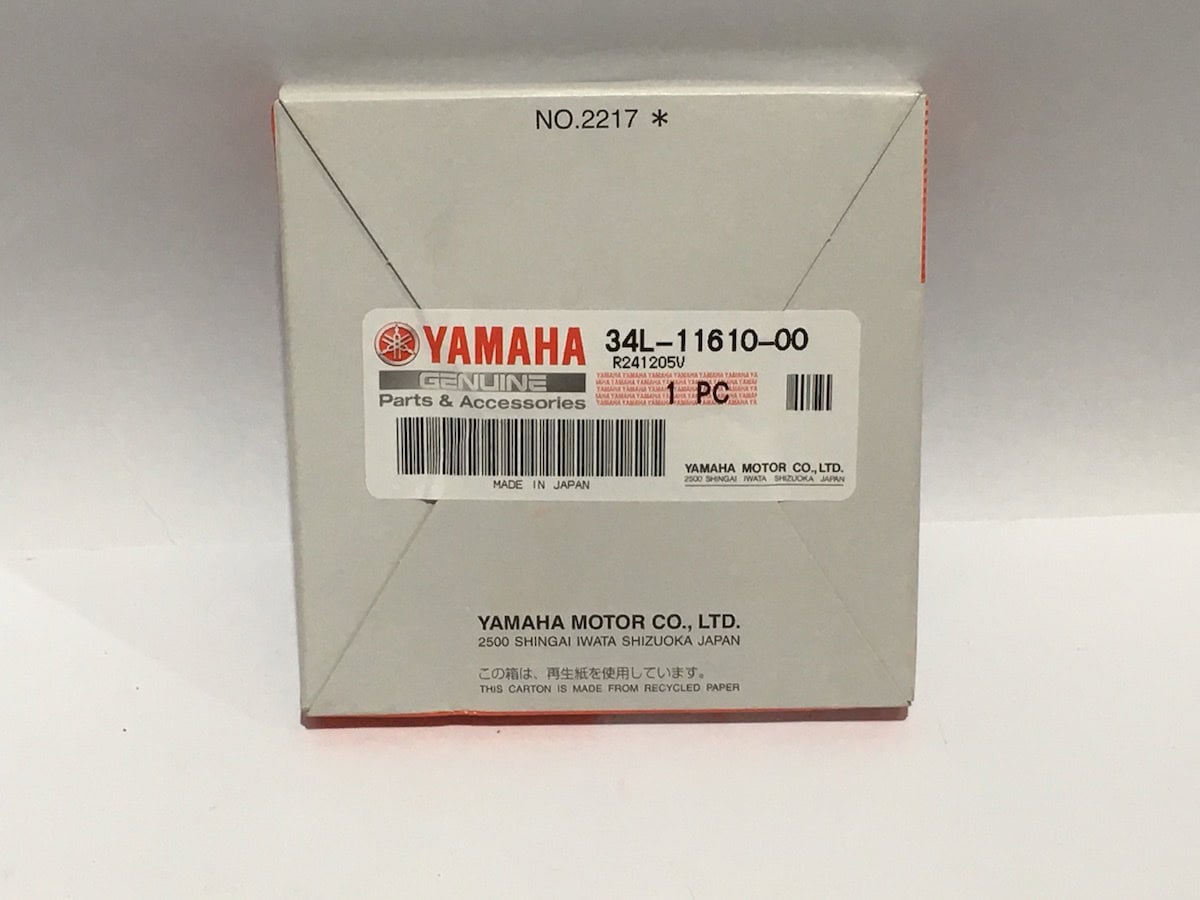 NO.2217 *
YAMAHA 34L-11610-00
R241205V
GENUINE
1 PC
Parts & Accessories
MADE IN JAPAN
YAMAHA MOTOR CO.,LTD.
2500 SHINGAI IWATA SHIZUOKA JAPAN
YAMAHA MOTOR CO., LTD.
2500 SHINGAI IWATA SHIZUOKA JAPAN
この箱は、再生紙を使用しています。
THIS CARTON IS MADE FROM RECYCLED PAPER